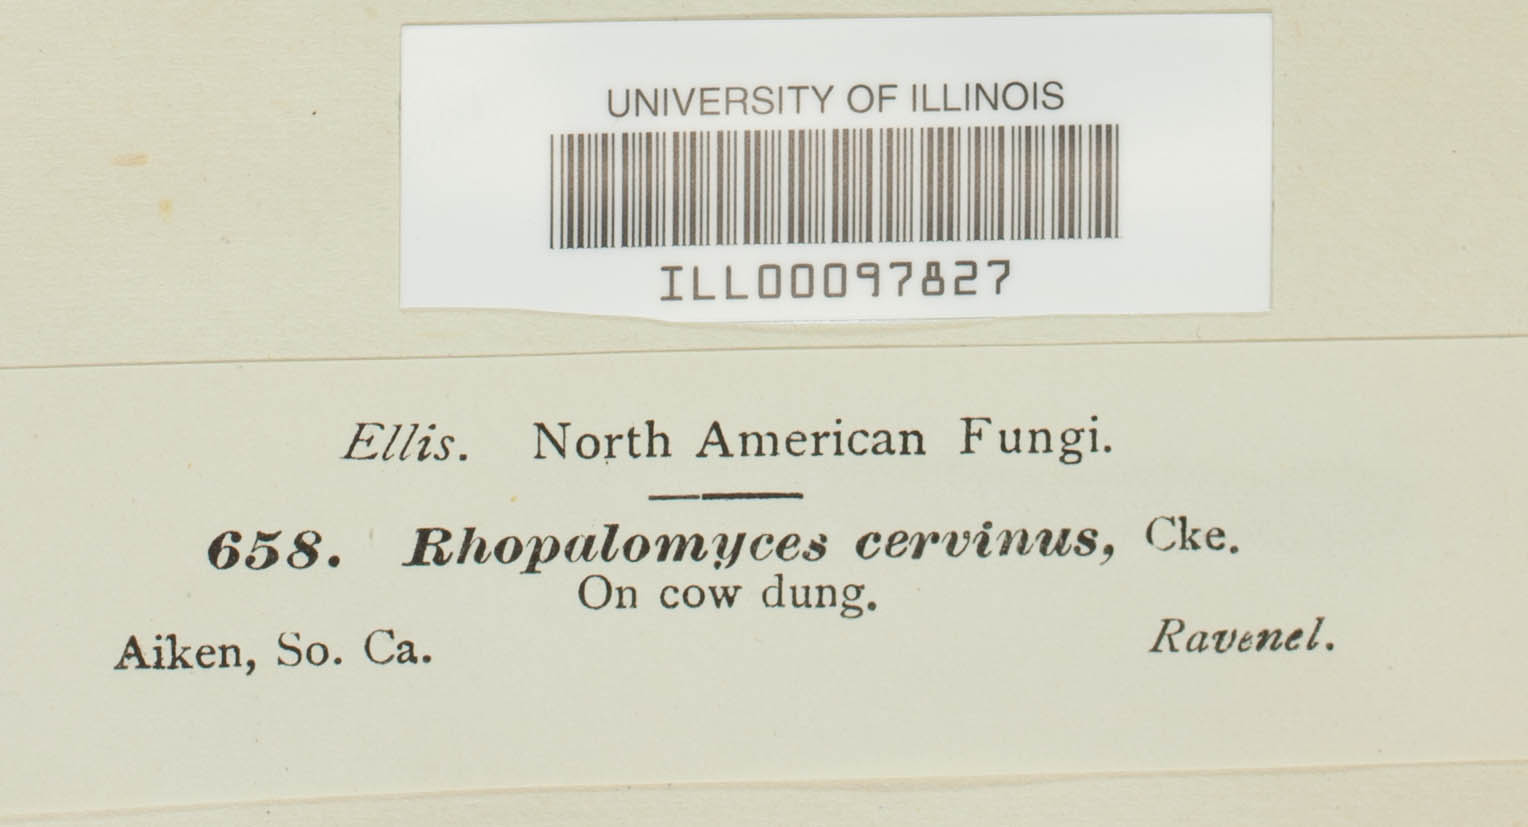 UNIVERSITY OF ILLINOIS
ILL00097827
Ellis. North American Fungi.
658. Rhopalomyces cervinus, Cke.
On cow dung.
Aiken, So. Ca. Ravenel.